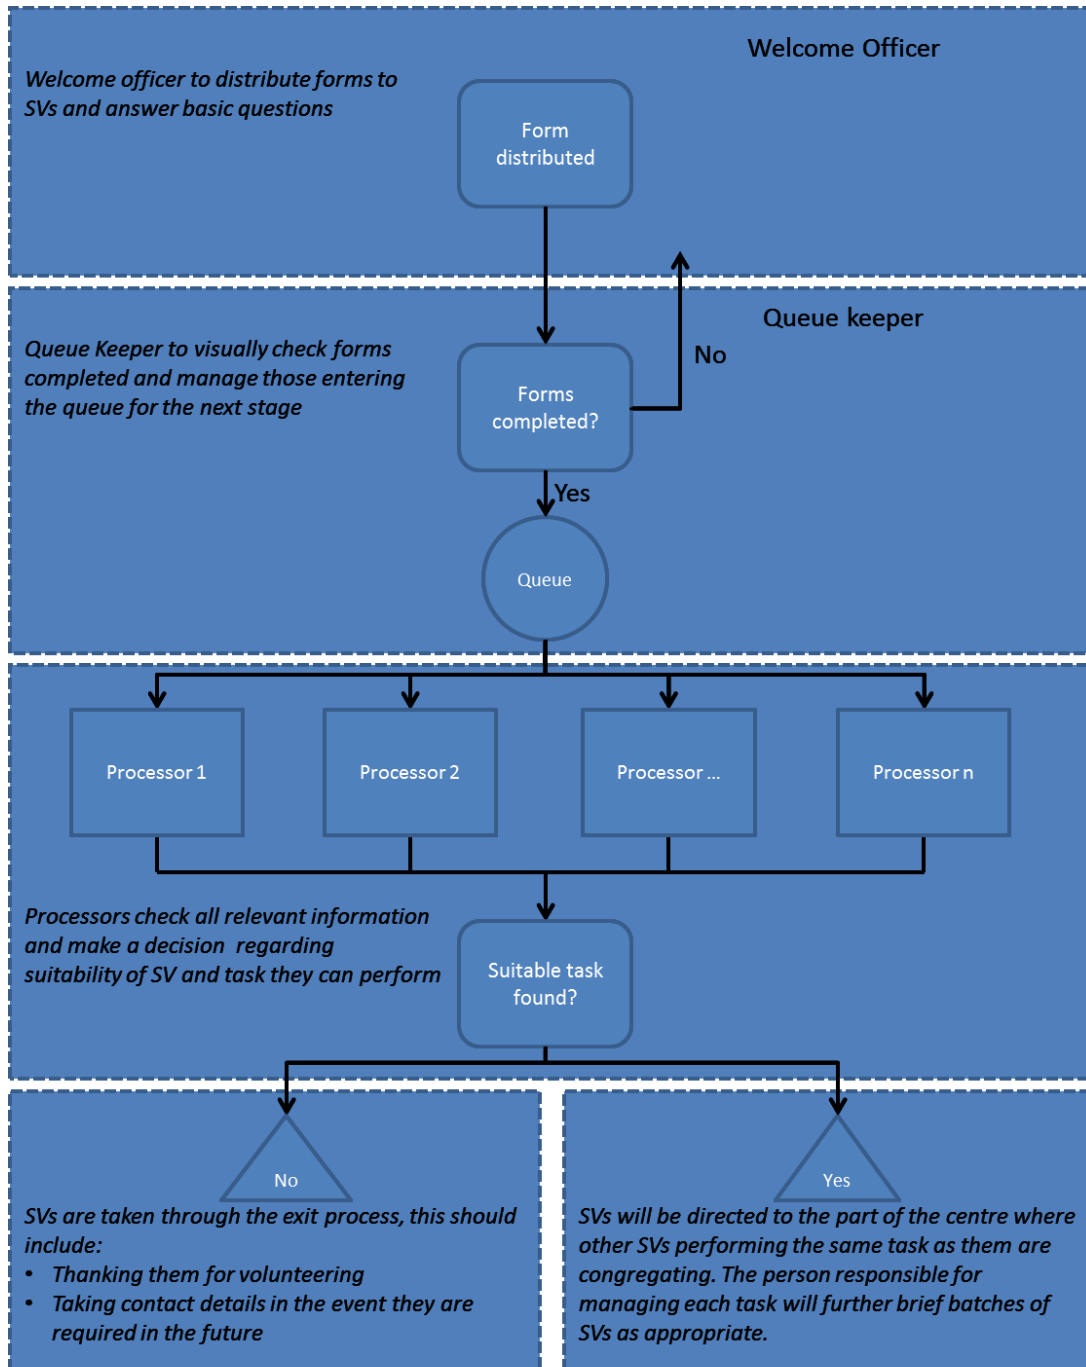 Welcome Officer
Welcome officer to distribute forms to
SVs and answer basic questions
Form
distributed
Queue keeper
Queue Keeper to visually check forms
completed and manage those entering
the queue for the next stage
No
Forms
completed?
Yes
Queue
Processor 1
Processor 2
Processor ...
Processor n
Processors check all relevant information
and make a decision regarding
suitability of SV and task they can perform
Suitable task
found?
No
SVs are taken through the exit process, this should
include:
• Thanking them for volunteering
• Taking contact details in the event they are
required in the future
Yes
SVs will be directed to the part of the centre where
other SVs performing the same task as them are
congregating. The person responsible for
managing each task will further brief batches of
SVs as appropriate.